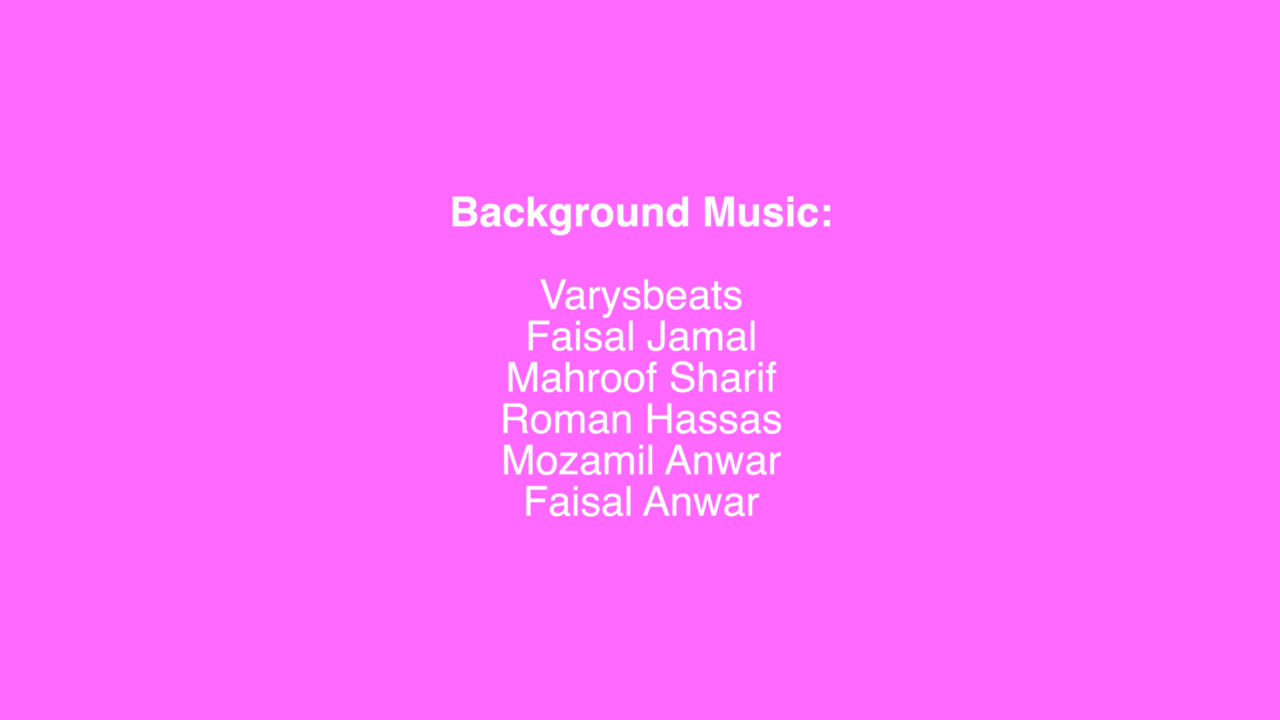 Background Music:
Varysbeats
Faisal Jamal
Mahroof Sharif
Roman Hassas
Mozamil Anwar
Faisal Anwar